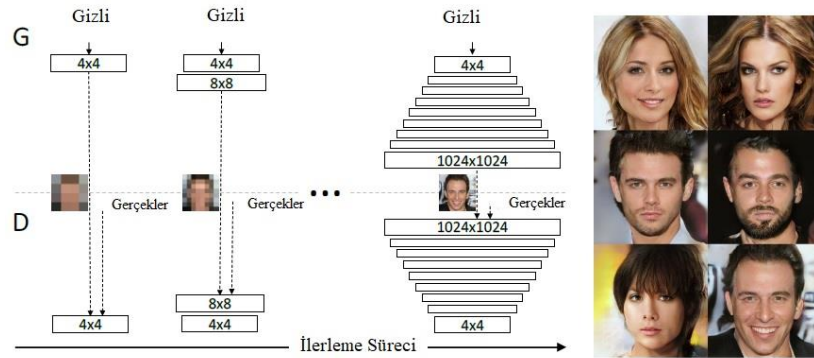 Gizli
Gizli
Gizli
G
4x4
4x4
4x4
8x8
1024x1024
Gerçekler
Gerçekler
Gerçekler
D
1024x1024
8x8
4x4
4x4
4x4
İlerleme Süreci